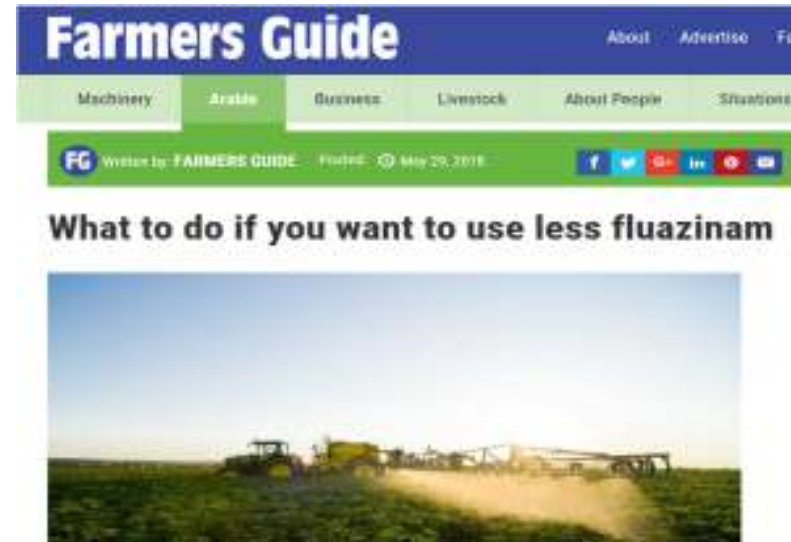 Farmers Guide
About Advertise
Machinery Arable Business Livestock About People Situations
FG Written by: FARMERS GUIDE Posted: May 29, 2018
f G+ in
What to do if you want to use less fluazinam